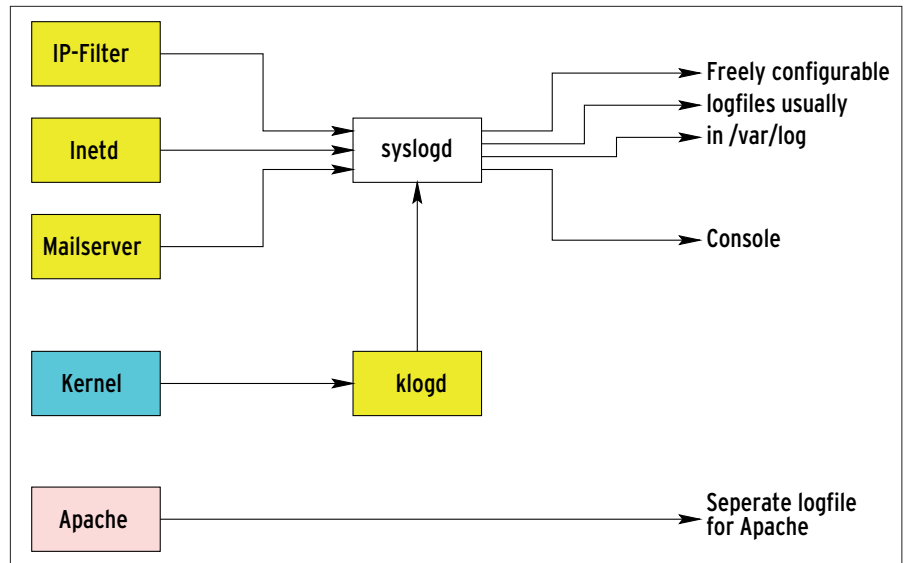 IP-Filter
Inetd
Mailserver
syslogd
Freely configurable
logfiles usually
in /var/log
Console
Kernel
klogd
Apache
Seperate logfile
for Apache